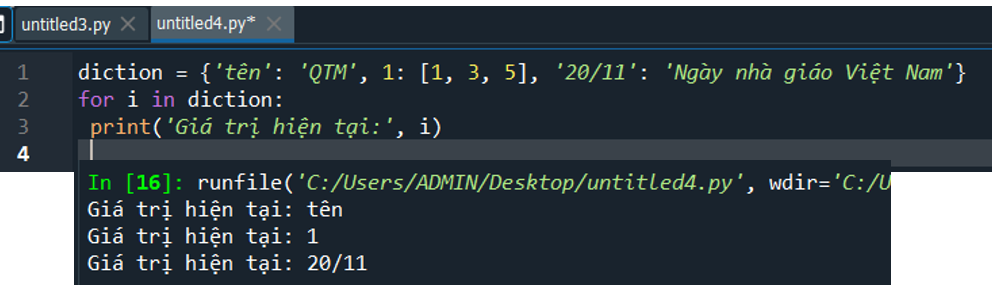 untitled3.py × untitled4.py* ×
1 diction = {'tên': 'QTM', 1: [1, 3, 5], '20/11': 'Ngày nhà giáo Việt Nam'}
2 for i in diction:
3 print('Giá trị hiện tại:', i)
4
In [16]: runfile('C:/Users/ADMIN/Desktop/untitled4.py', wdir='C:/U
Giá trị hiện tại: tên
Giá trị hiện tại: 1
Giá trị hiện tại: 20/11